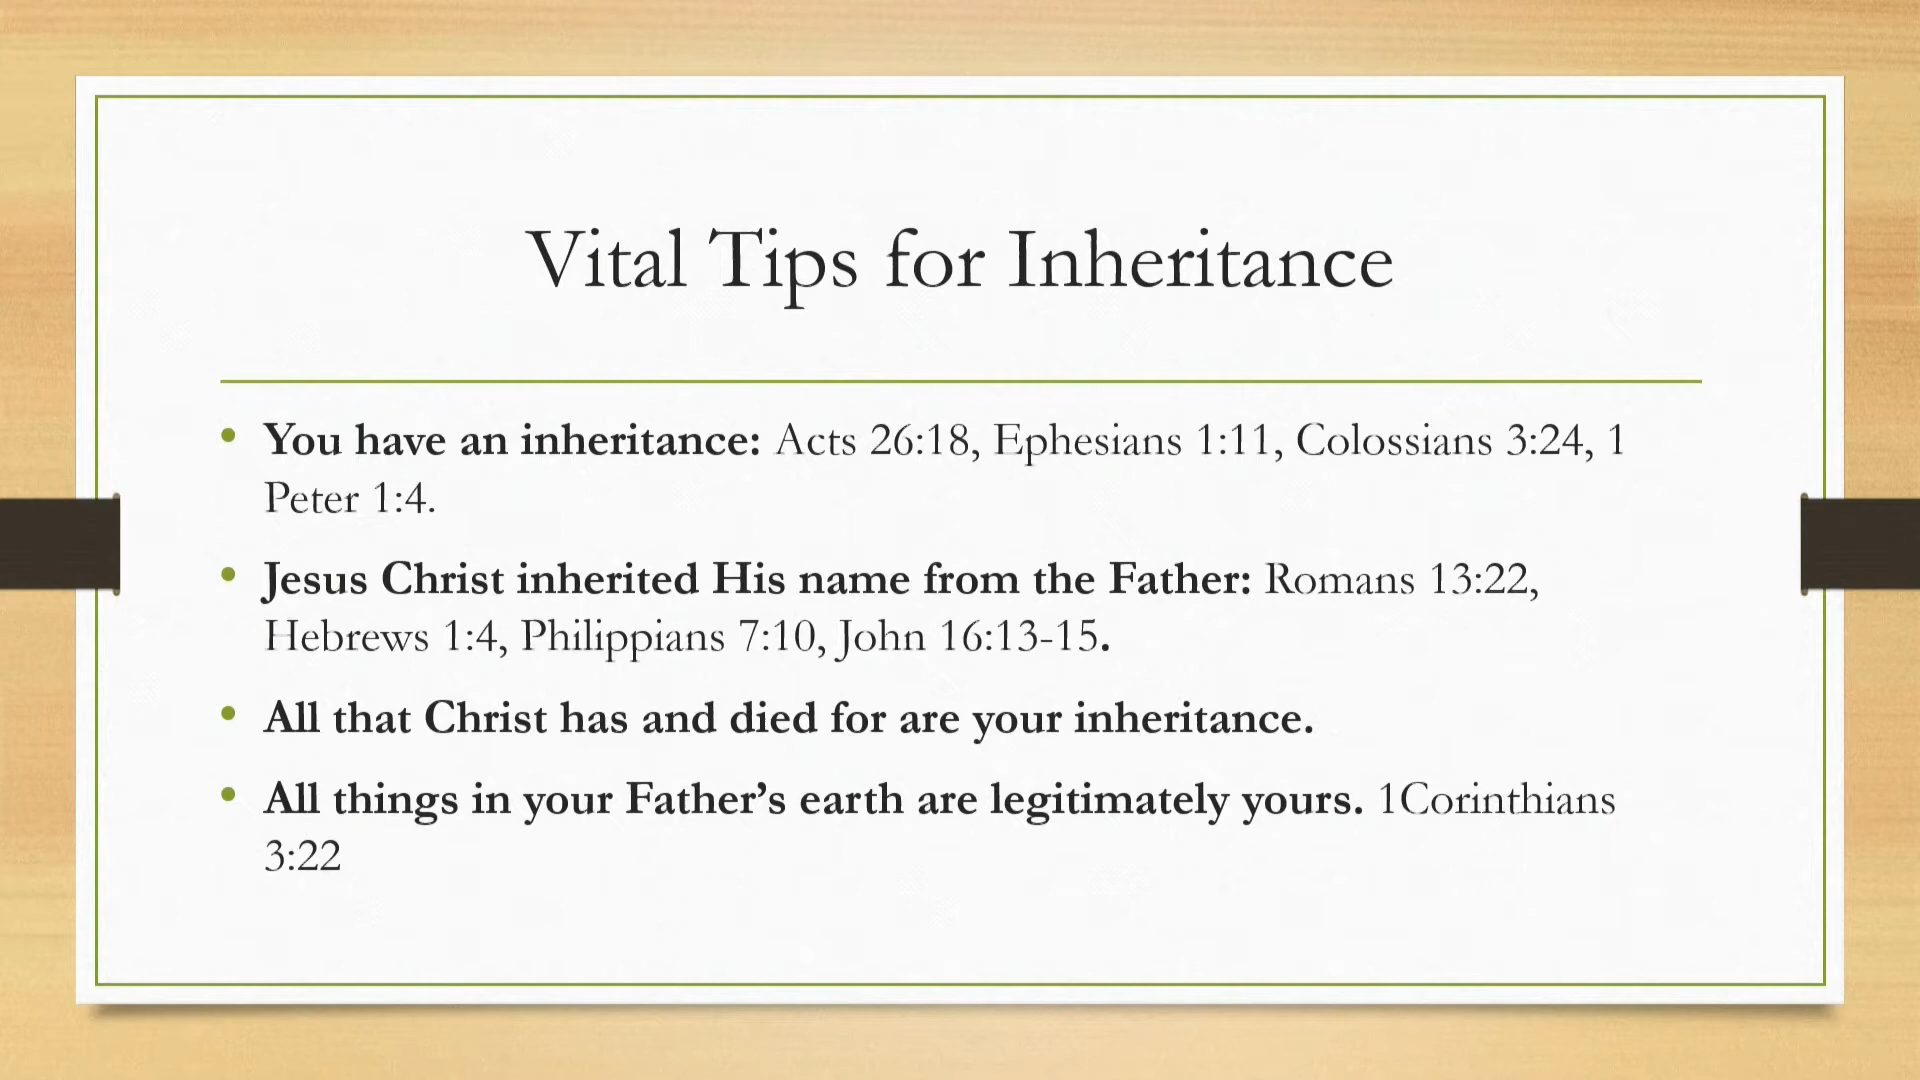 Vital Tips for Inheritance
• You have an inheritance: Acts 26:18, Ephesians 1:11, Colossians 3:24, 1
Peter 1:4.
• Jesus Christ inherited His name from the Father: Romans 13:22,
Hebrews 1:4, Philippians 7:10, John 16:13-15.
• All that Christ has and died for are your inheritance.
• All things in your Father’s earth are legitimately yours. 1Corinthians
3:22